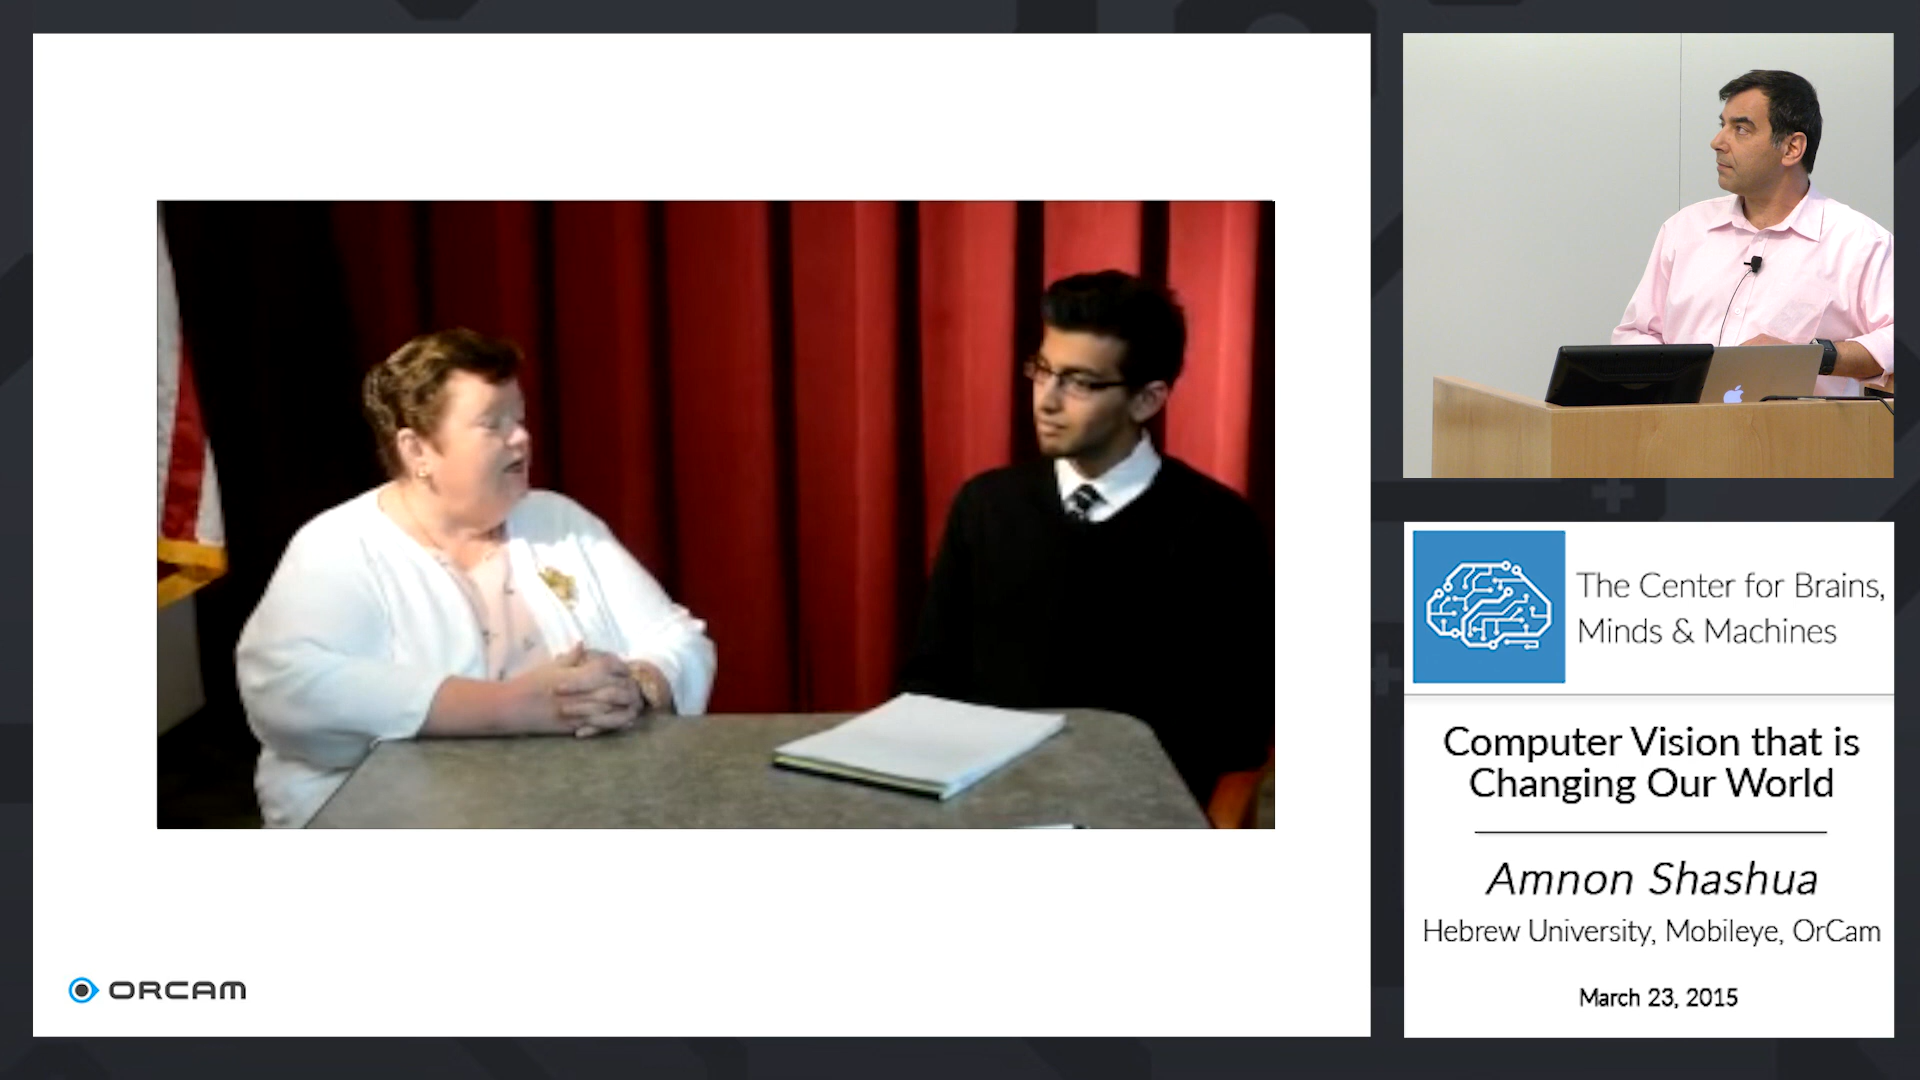 ORCAM
The Center for Brains,
Minds & Machines
Computer Vision that is
Changing Our World
Amnon Shashua
Hebrew University, Mobileye, OrCam
March 23, 2015